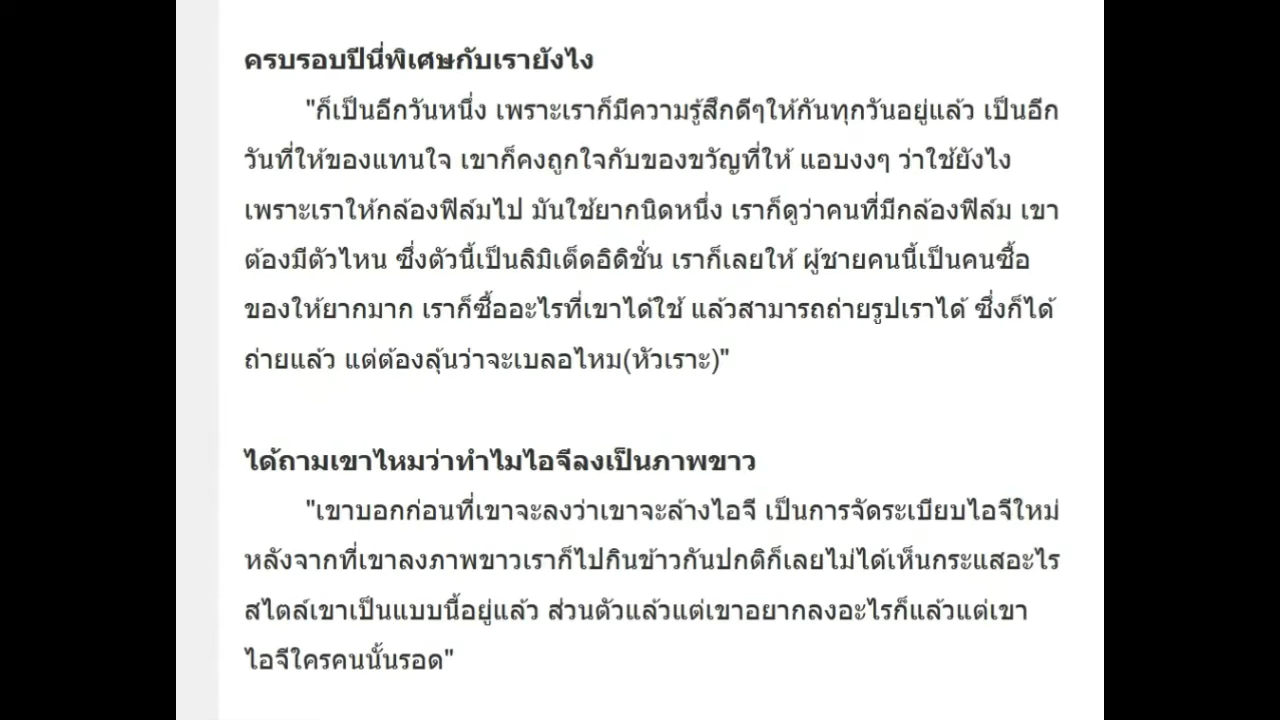 ครบรอบปีนี่พิเศษกับเรายังไง
"ก็เป็นอีกวันหนึ่ง เพราะเราก็มีความรู้สึกดีๆให้กันทุกวันอยู่แล้ว เป็นอีก
วันที่ให้ของแทนใจ เขาก็คงถูกใจกับของขวัญที่ให้ แอบงงๆ ว่าใช้ยังไง
เพราะเราให้กล้องฟิล์มไป มันใช้ยากนิดหนึ่ง เราก็ดูว่าคนที่มีกล้องฟิล์ม เขา
ต้องมีตัวไหน ซึ่งตัวนี้เป็นลิมิเต็ดอิดิชั่น เราก็เลยให้ ผู้ชายคนนี้เป็นคนซื้อ
ของให้ยากมาก เราก็ซื้ออะไรที่เขาได้ใช้ แล้วสามารถถ่ายรูปเราได้ ซึ่งก็ได้
ถ่ายแล้ว แต่ต้องลุ้นว่าจะเบลอไหม(หัวเราะ)"
ได้ถามเขาไหมว่าทำไมไอจีลงเป็นภาพขาว
"เขาบอกก่อนที่เขาจะลงว่าเขาจะล้างไอจี เป็นการจัดระเบียบไอจีใหม่
หลังจากที่เขาลงภาพขาวเราก็ไปกินข้าวกันปกติก็เลยไม่ได้เห็นกระแสอะไร
สไตล์เขาเป็นแบบนี้อยู่แล้ว ส่วนตัวแล้วแต่เขาอยากลงอะไรก็แล้วแต่เขา
ไอจีใครคนนั้นรอด"